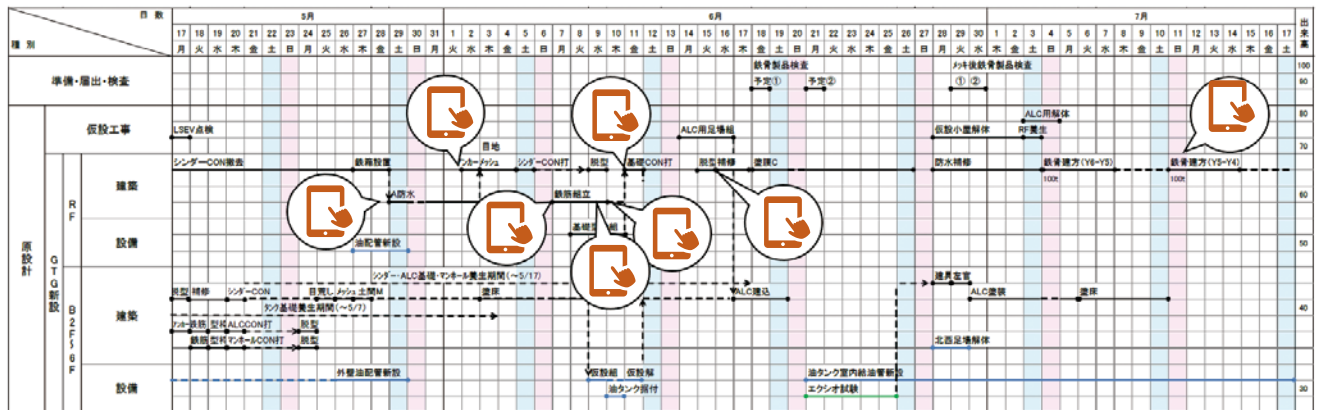 日 数
種 別
5月
6月
7月
出来高
17 18 19 20 21 22 23 24 25 26 27 28 29 30 31 1 2 3 4 5 6 7 8 9 10 11 12 13 14 15 16 17 18 19 20 21 22 23 24 25 26 27 28 29 30 1 2 3 4 5 6 7 8 9 10 11 12 13 14 15 16 17
月 火 水 木 金 土 日 月 火 水 木 金 土 日 月 火 水 木 金 土 日 月 火 水 木 金 土 日 月 火 水 木 金 土 日 月 火 水 木 金 土 日 月 火 水 木 金 土 日 月 火 水 木 金 土 日 月 火 水 木 金 土
100
準備・届出・検査
鉄骨製品検査
メッキ後鉄骨製品検査
予定① 予定② ① ②
90
80
ALC用解体
仮設工事
LSEV点検
ALC用足場組
仮設小屋解体
RF養生
目地
70
原設計
GTG新設
RF
建築
シンダーCON撤去
鉄箱設置
アンカーメッシュ
シンダーCON打
脱型
基礎CON打
脱型 補修
塗膜C
防水補修
鉄骨建方(Y6-Y5)
鉄骨建方(Y5-Y4)
100t
100t
A防水
鉄筋組立
60
設備
油配管新設
50
B2F～6F
建築
シンダー・ALC基礎・マンホール養生期間(～5/17)
脱型 補修
シンダーCON
目荒し メッシュ 土間M
塗床
ALC建込
ALC塗装
塗床
タンク基礎養生期間(～5/7)
40
アンカー 鉄筋 型枠 ALCCON打
脱型
鉄筋 型枠 マンホールCON打
脱型
北西足場解体
設備
外壁油配管新設
仮設組
仮設解
油タンク室内給油管新設
油タンク据付
エクシオ試験
30